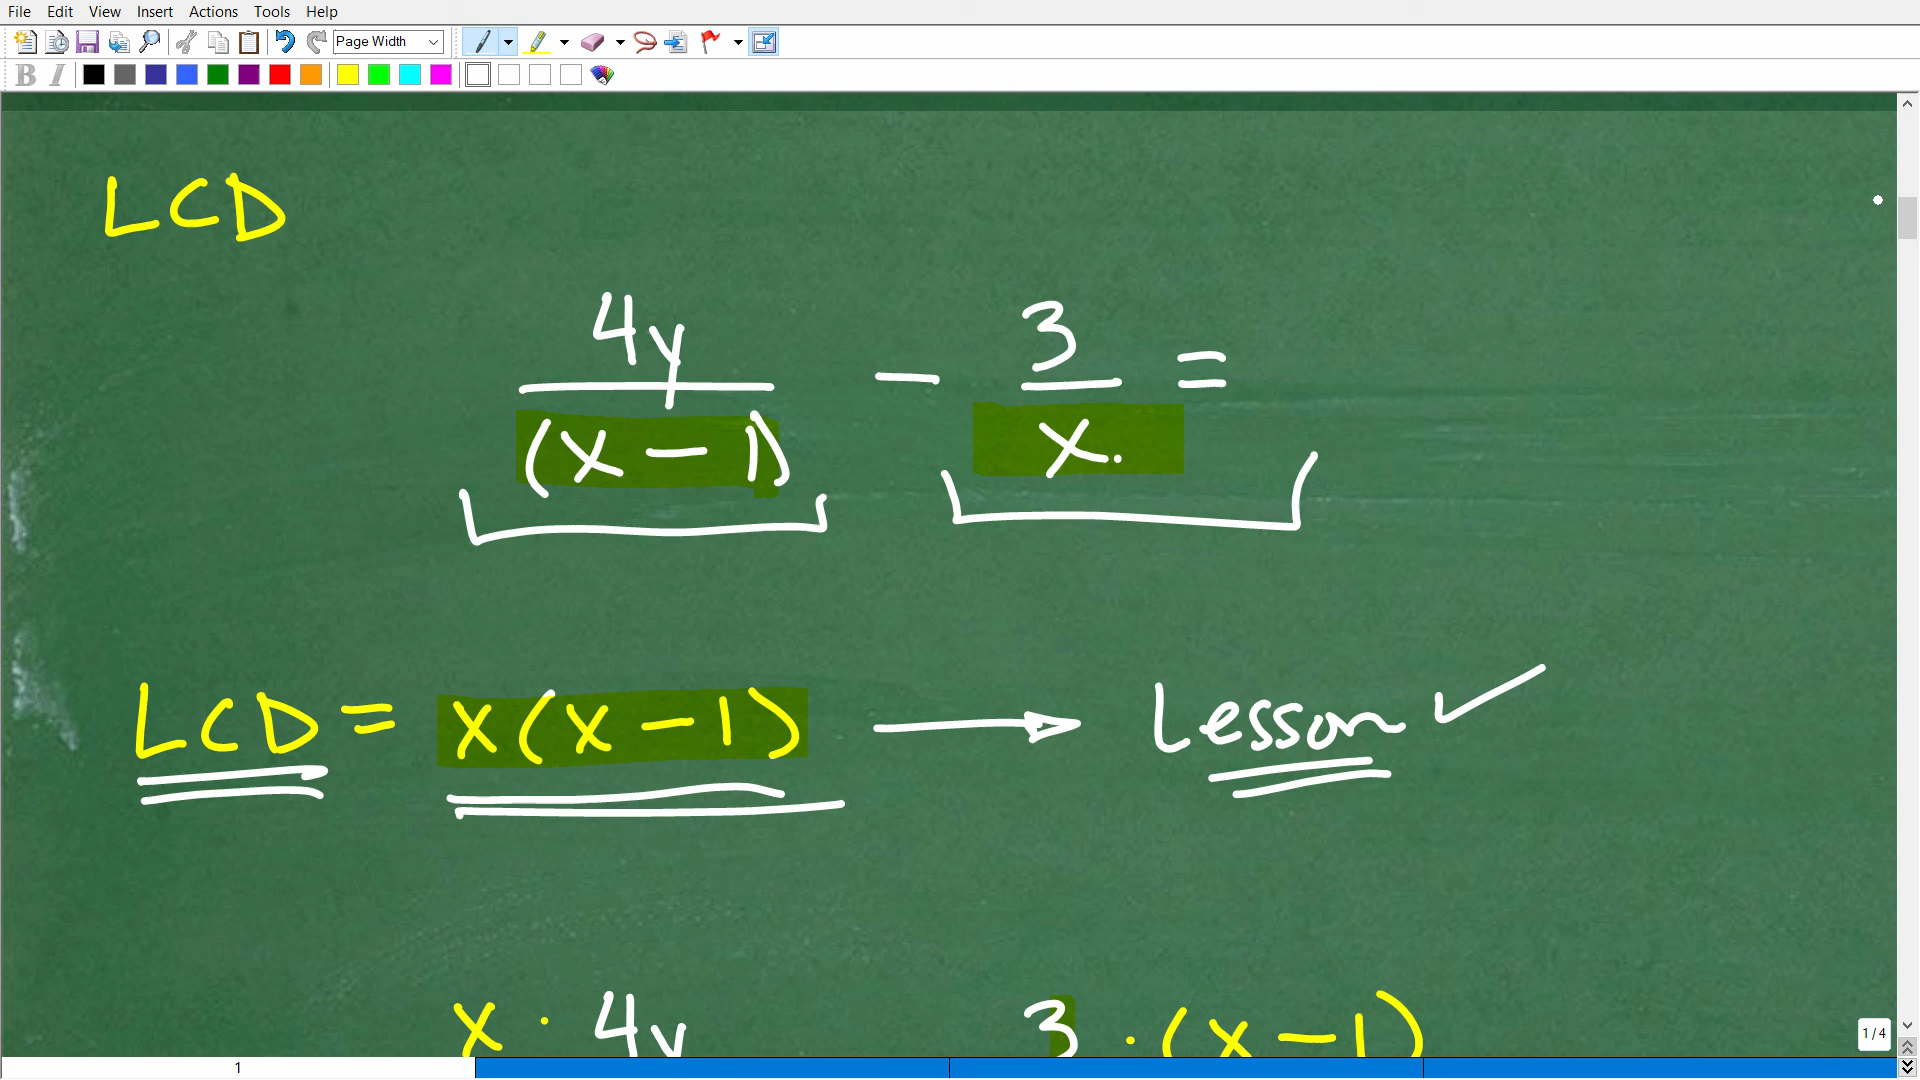 File Edit View Insert Actions Tools Help
Page Width
B I
LCD
4y 3
— − — =
(x − 1) x.
LCD = x(x − 1) → Lesson ✓
x · 4y 3 · (x − 1)
1 / 4
1